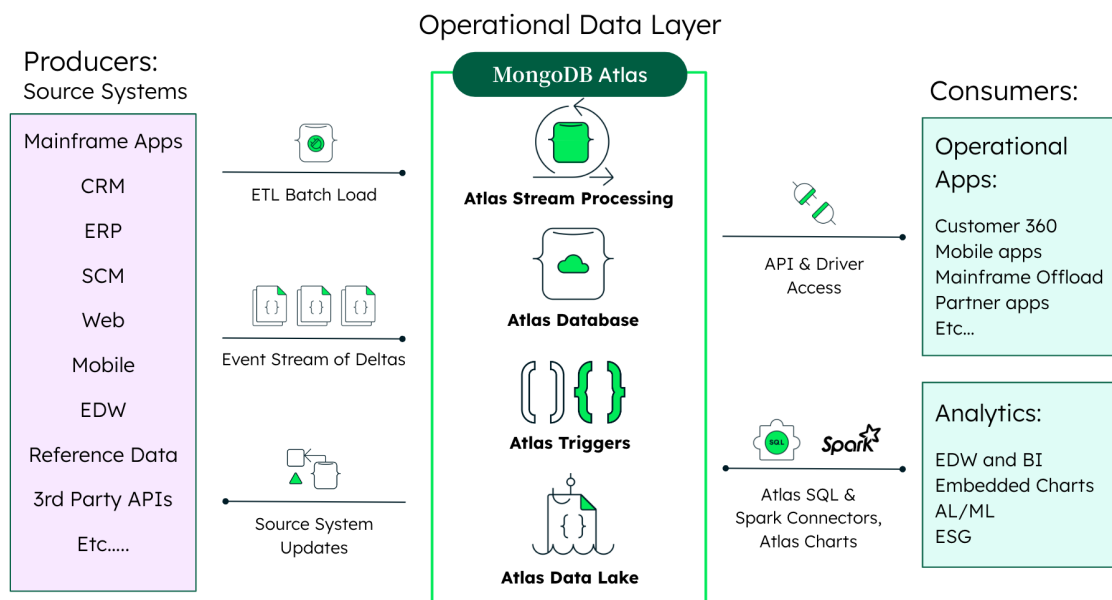 Operational Data Layer
Producers:
Source Systems
Mainframe Apps
CRM
ERP
SCM
Web
Mobile
EDW
Reference Data
3rd Party APIs
Etc.....
ETL Batch Load
Event Stream of Deltas
Source System
Updates
MongoDB Atlas
Atlas Stream Processing
Atlas Database
Atlas Triggers
Atlas Data Lake
API & Driver
Access
SQL
Spark
Atlas SQL &
Spark Connectors,
Atlas Charts
Consumers:
Operational
Apps:
Customer 360
Mobile apps
Mainframe Offload
Partner apps
Etc...
Analytics:
EDW and BI
Embedded Charts
AL/ML
ESG